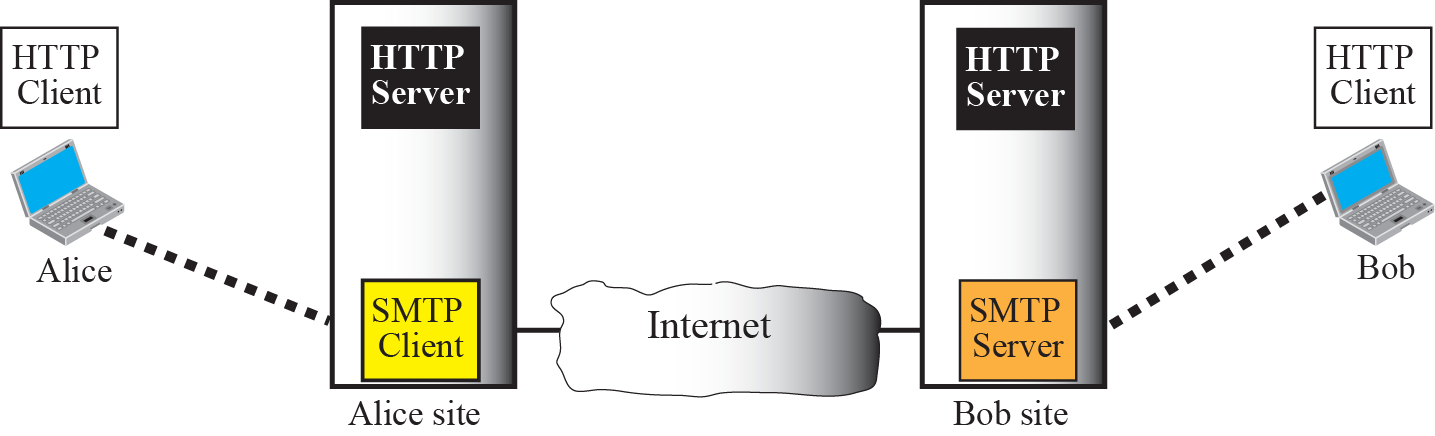 HTTP
Client
HTTP
Server
HTTP
Server
HTTP
Client
Alice
Bob
SMTP
Client
Internet
SMTP
Server
Alice site
Bob site